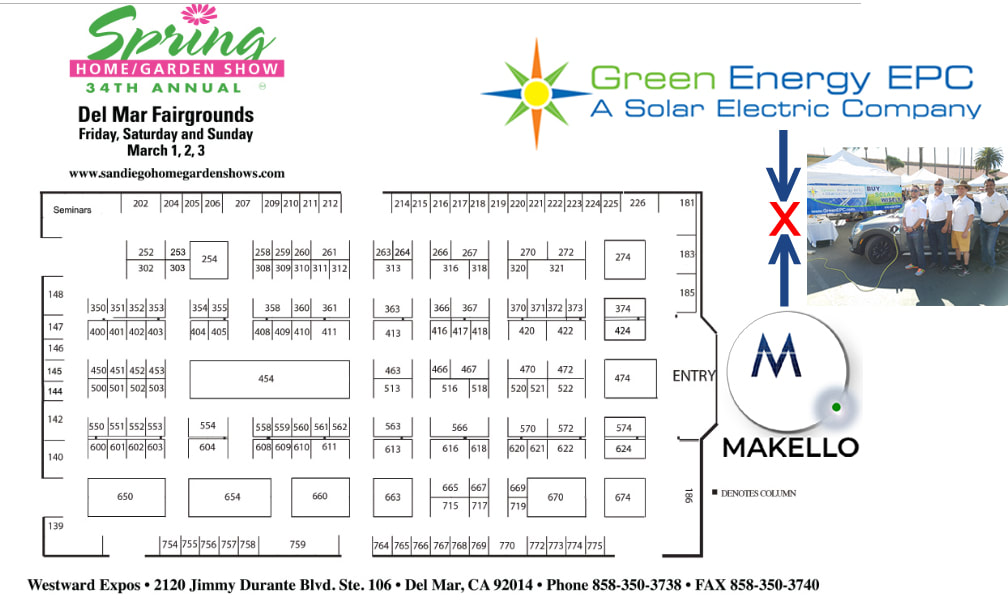 Spring
HOME/GARDEN SHOW
34TH ANNUAL
Del Mar Fairgrounds
Friday, Saturday and Sunday
March 1, 2, 3
www.sandiegohomegardenshows.com
Green Energy EPC
A Solar Electric Company
X
BUY
SOLAR
WISELY
M
MAKELLO
Seminars 202 204 205 206 207 209 210 211 212 214 215 216 217 218 219 220 221 222 223 224 225 226 181
252 253 254 258 259 260 261 263 264 266 267 270 272 274 183
302 303 308 309 310 311 312 313 316 318 320 321
148 185
350 351 352 353 354 355 358 360 361 363 366 367 370 371 372 373 374
147 400 401 402 403 404 405 408 409 410 411 413 416 417 418 420 422 424
146
145 450 451 452 453 454 463 466 467 470 472 474 ENTRY
144 500 501 502 503 513 516 518 520 521 522
142 550 551 552 553 554 558 559 560 561 562 563 566 570 572 574
140 600 601 602 603 604 608 609 610 611 613 616 618 620 621 622 624
650 654 660 663 665 667 669 670 674 186
715 717 719
DENOTES COLUMN
139
754 755 756 757 758 759 764 765 766 767 768 769 770 772 773 774 775
Westward Expos • 2120 Jimmy Durante Blvd. Ste. 106 • Del Mar, CA 92014 • Phone 858-350-3738 • FAX 858-350-3740